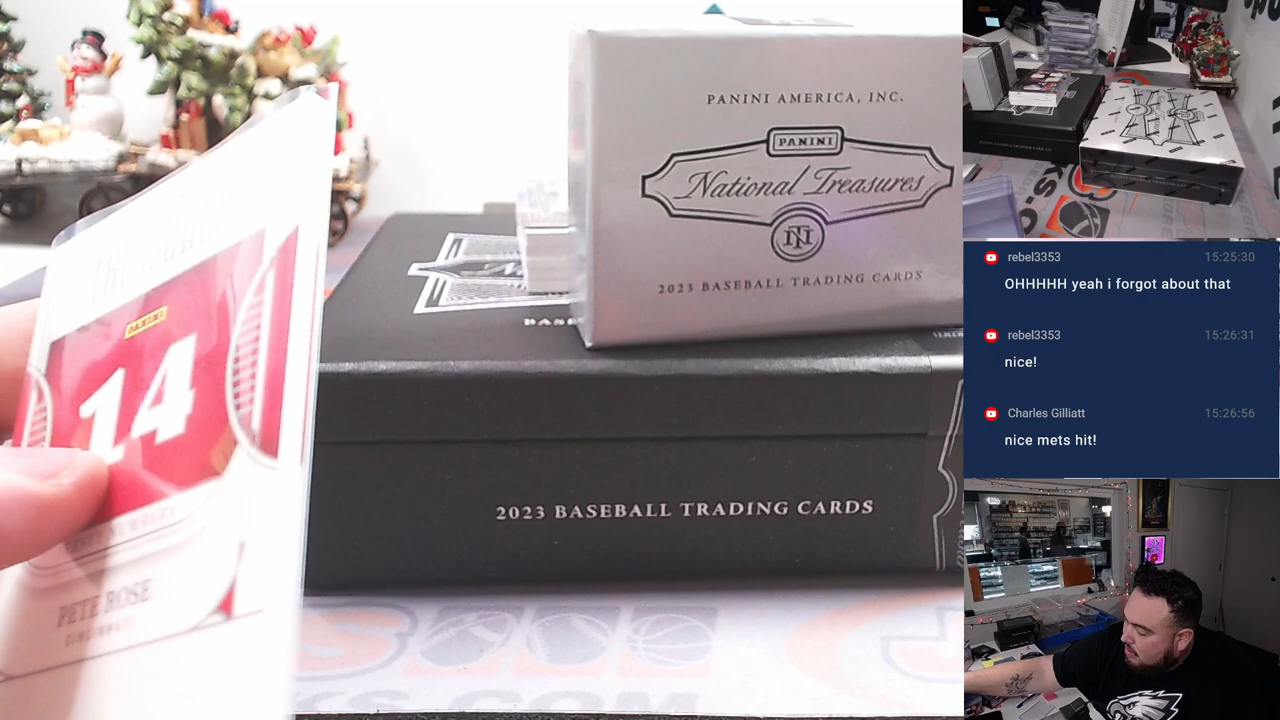 PANINI AMERICA, INC.
PANINI
National Treasures
NT
2023 BASEBALL TRADING CARDS
2023 BASEBALL TRADING CARDS
PANINI
14
PETE ROSE
CINCINNATI
KS.COM
rebel3353 15:25:30
OHHHHH yeah i forgot about that
rebel3353 15:26:31
nice!
Charles Gilliatt 15:26:56
nice mets hit!